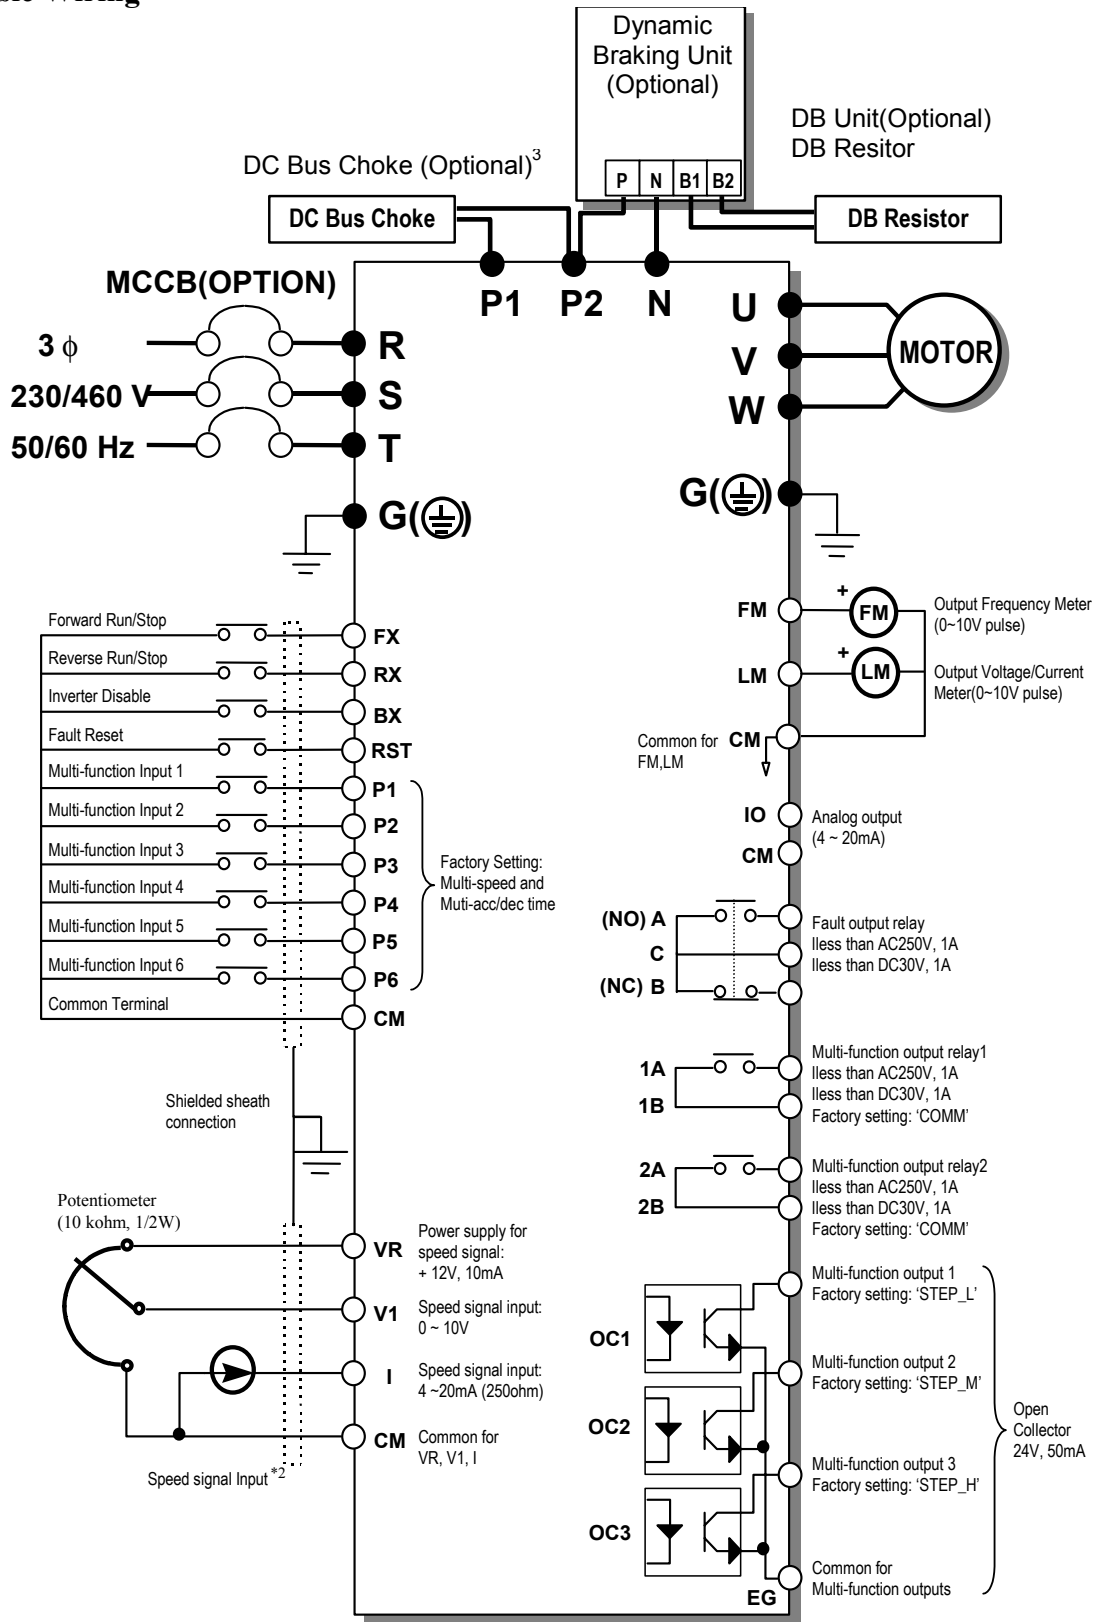 Dynamic
Braking Unit
(Optional)
DB Unit(Optional)
DB Resitor
DC Bus Choke (Optional)3
P N B1 B2
DC Bus Choke
DB Resistor
MCCB(OPTION)
P1 P2 N
U
V
W
MOTOR
3 ϕ
230/460 V
50/60 Hz
R
S
T
G( )
G( )
Forward Run/Stop
FX
Reverse Run/Stop
RX
Inverter Disable
BX
Fault Reset
RST
Multi-function Input 1
P1
Multi-function Input 2
P2
Multi-function Input 3
P3
Multi-function Input 4
P4
Multi-function Input 5
P5
Multi-function Input 6
P6
Common Terminal
CM
Factory Setting:
Multi-speed and
Muti-acc/dec time
Shielded sheath
connection
Potentiometer
(10 kohm, 1/2W)
VR
Power supply for
speed signal:
+ 12V, 10mA
V1
Speed signal input:
0 ~ 10V
I
Speed signal input:
4 ~20mA (250ohm)
CM
Common for
VR, V1, I
Speed signal Input *2
FM
+
FM
Output Frequency Meter
(0~10V pulse)
LM
+
LM
Output Voltage/Current
Meter(0~10V pulse)
Common for
FM,LM
CM
IO
Analog output
(4 ~ 20mA)
CM
(NO) A
C
(NC) B
Fault output relay
lless than AC250V, 1A
lless than DC30V, 1A
1A
1B
Multi-function output relay1
lless than AC250V, 1A
lless than DC30V, 1A
Factory setting: ‘COMM’
2A
2B
Multi-function output relay2
lless than AC250V, 1A
lless than DC30V, 1A
Factory setting: ‘COMM’
OC1
Multi-function output 1
Factory setting: ‘STEP_L’
OC2
Multi-function output 2
Factory setting: ‘STEP_M’
OC3
Multi-function output 3
Factory setting: ‘STEP_H’
EG
Common for
Multi-function outputs
Open
Collector
24V, 50mA